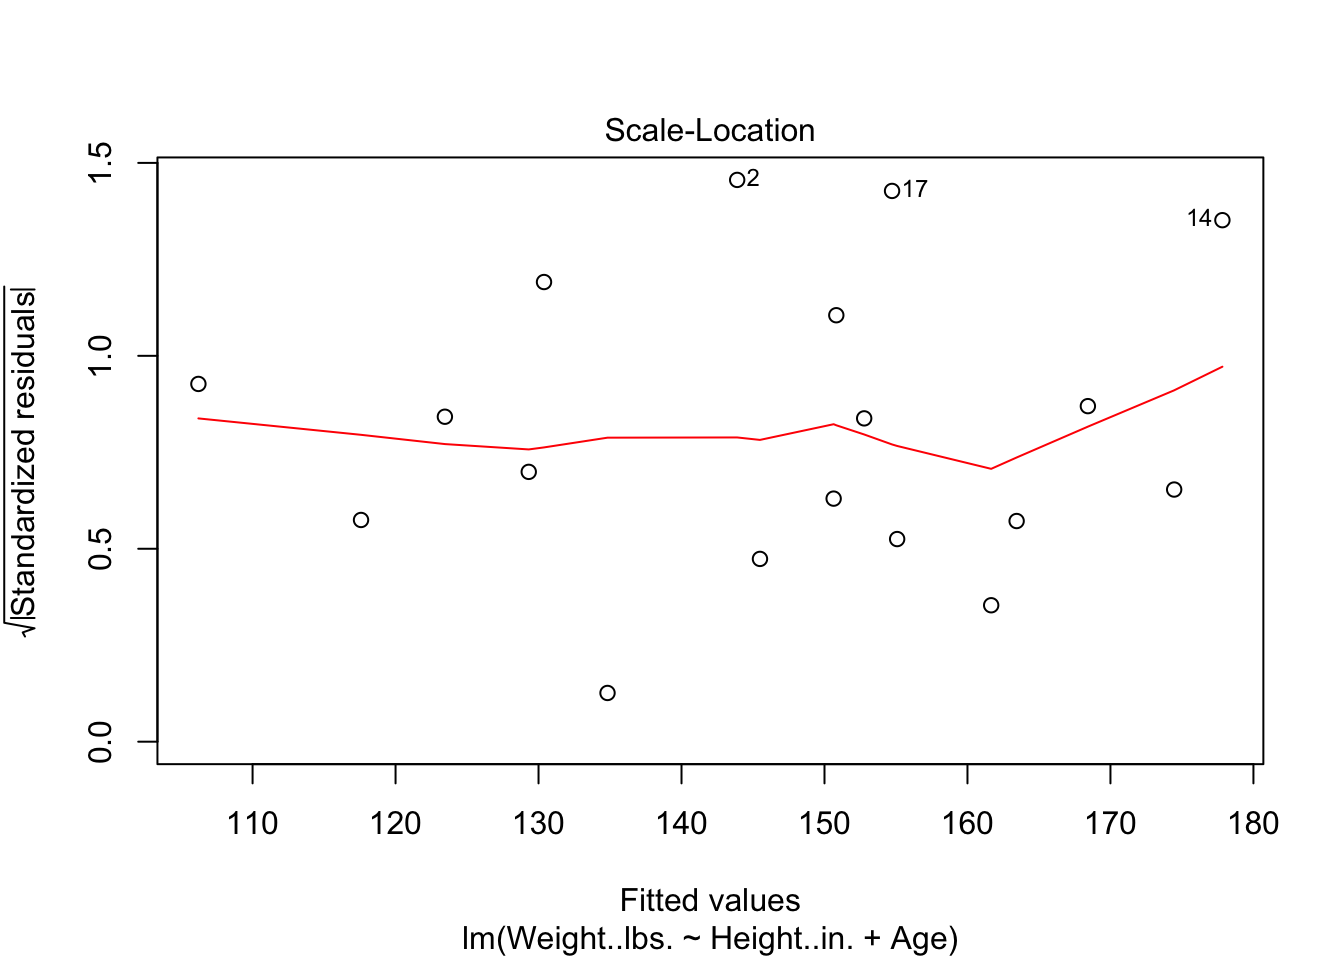 Scale-Location
√|Standardized residuals|
1.5
1.0
0.5
0.0
2
17
14
110 120 130 140 150 160 170 180
Fitted values
lm(Weight..lbs. ~ Height..in. + Age)